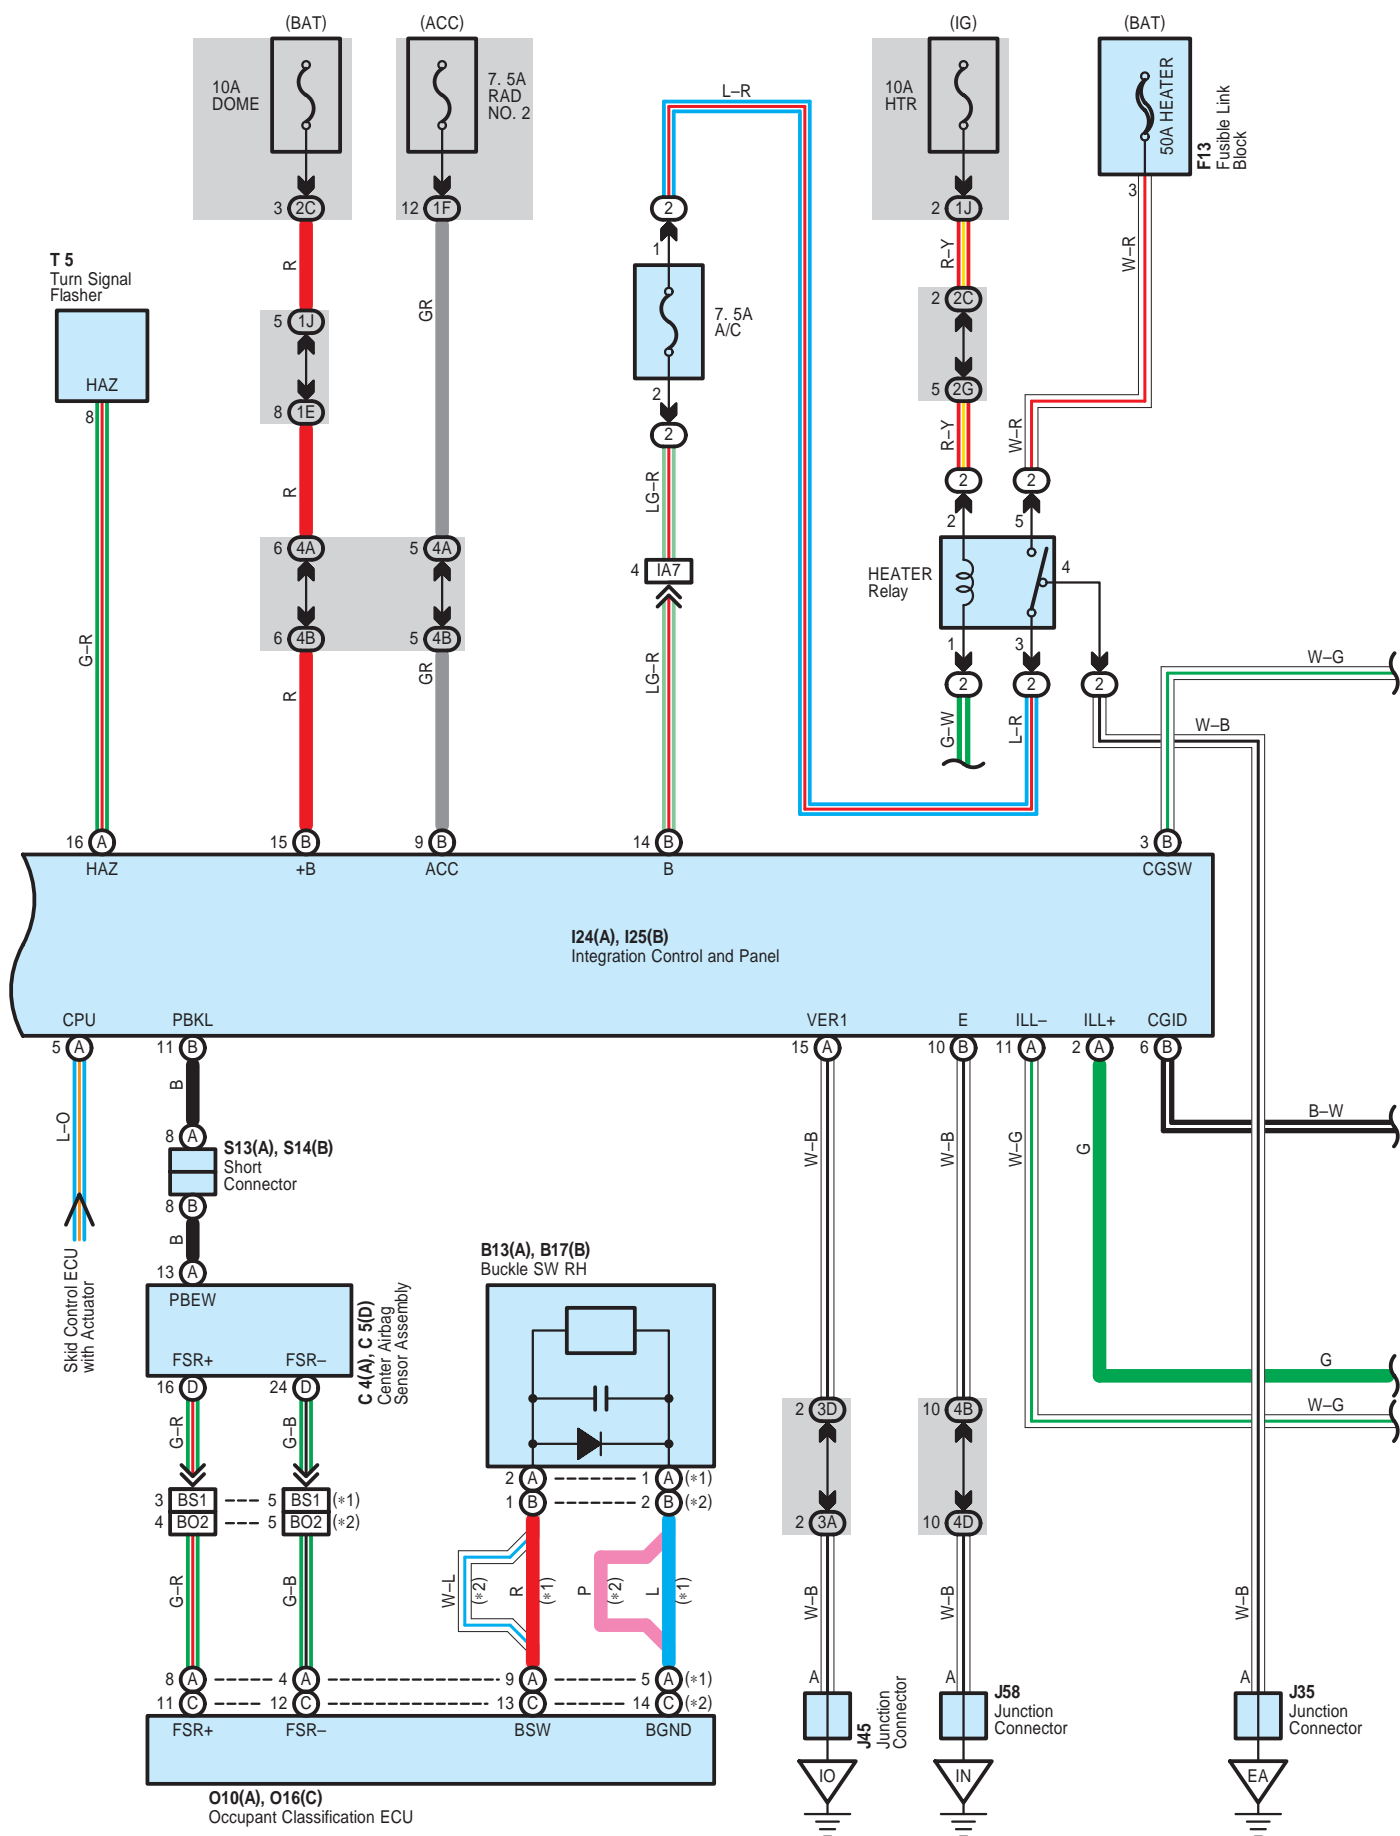 (BAT)
(ACC)
(IG)
(BAT)
10A
DOME
7. 5A
RAD
NO. 2
L–R
10A
HTR
50A HEATER
F13
Fusible Link
Block
3 2C
12 1F
2
2 1J
3
T 5
Turn Signal
Flasher
HAZ
8
R
GR
1
R–Y
W–R
5 1J
8 1E
7. 5A
A/C
2
2
2 2C
5 2G
R
LG–R
R–Y
W–R
2
2
2
5
6 4A
5 4A
4 IA7
HEATER
Relay
4
6 4B
5 4B
1
3
G–R
R
GR
LG–R
2
2
2
W–G
G–W
L–R
W–B
16 A
15 B
9 B
14 B
3 B
HAZ
+B
ACC
B
CGSW
I24(A), I25(B)
Integration Control and Panel
CPU
PBKL
VER1
E
ILL–
ILL+
CGID
5 A
11 B
15 A
10 B
11 A
2 A
6 B
B
L–O
W–B
W–B
W–G
G
B–W
8 A
S13(A), S14(B)
Short
Connector
8 B
B
13 A
Skid Control ECU
with Actuator
PBEW
FSR+
FSR–
C 4(A), C 5(D)
Center Airbag
Sensor Assembly
B13(A), B17(B)
Buckle SW RH
G
W–G
16 D
24 D
G–R
G–B
2 3D
10 4B
2 A
1 A (*1)
1 B
2 B (*2)
3 BS1
5 BS1 (*1)
4 BO2
5 BO2 (*2)
2 3A
10 4D
G–R
G–B
W–L
(*2)
R
(*1)
P
(*2)
L
(*1)
W–B
W–B
W–B
8 A
4 A
9 A
5 A (*1)
11 C
12 C
13 C
14 C (*2)
FSR+
FSR–
BSW
BGND
O10(A), O16(C)
Occupant Classification ECU
A
A
A
J45
Junction
Connector
J58
Junction
Connector
J35
Junction
Connector
IO
IN
EA